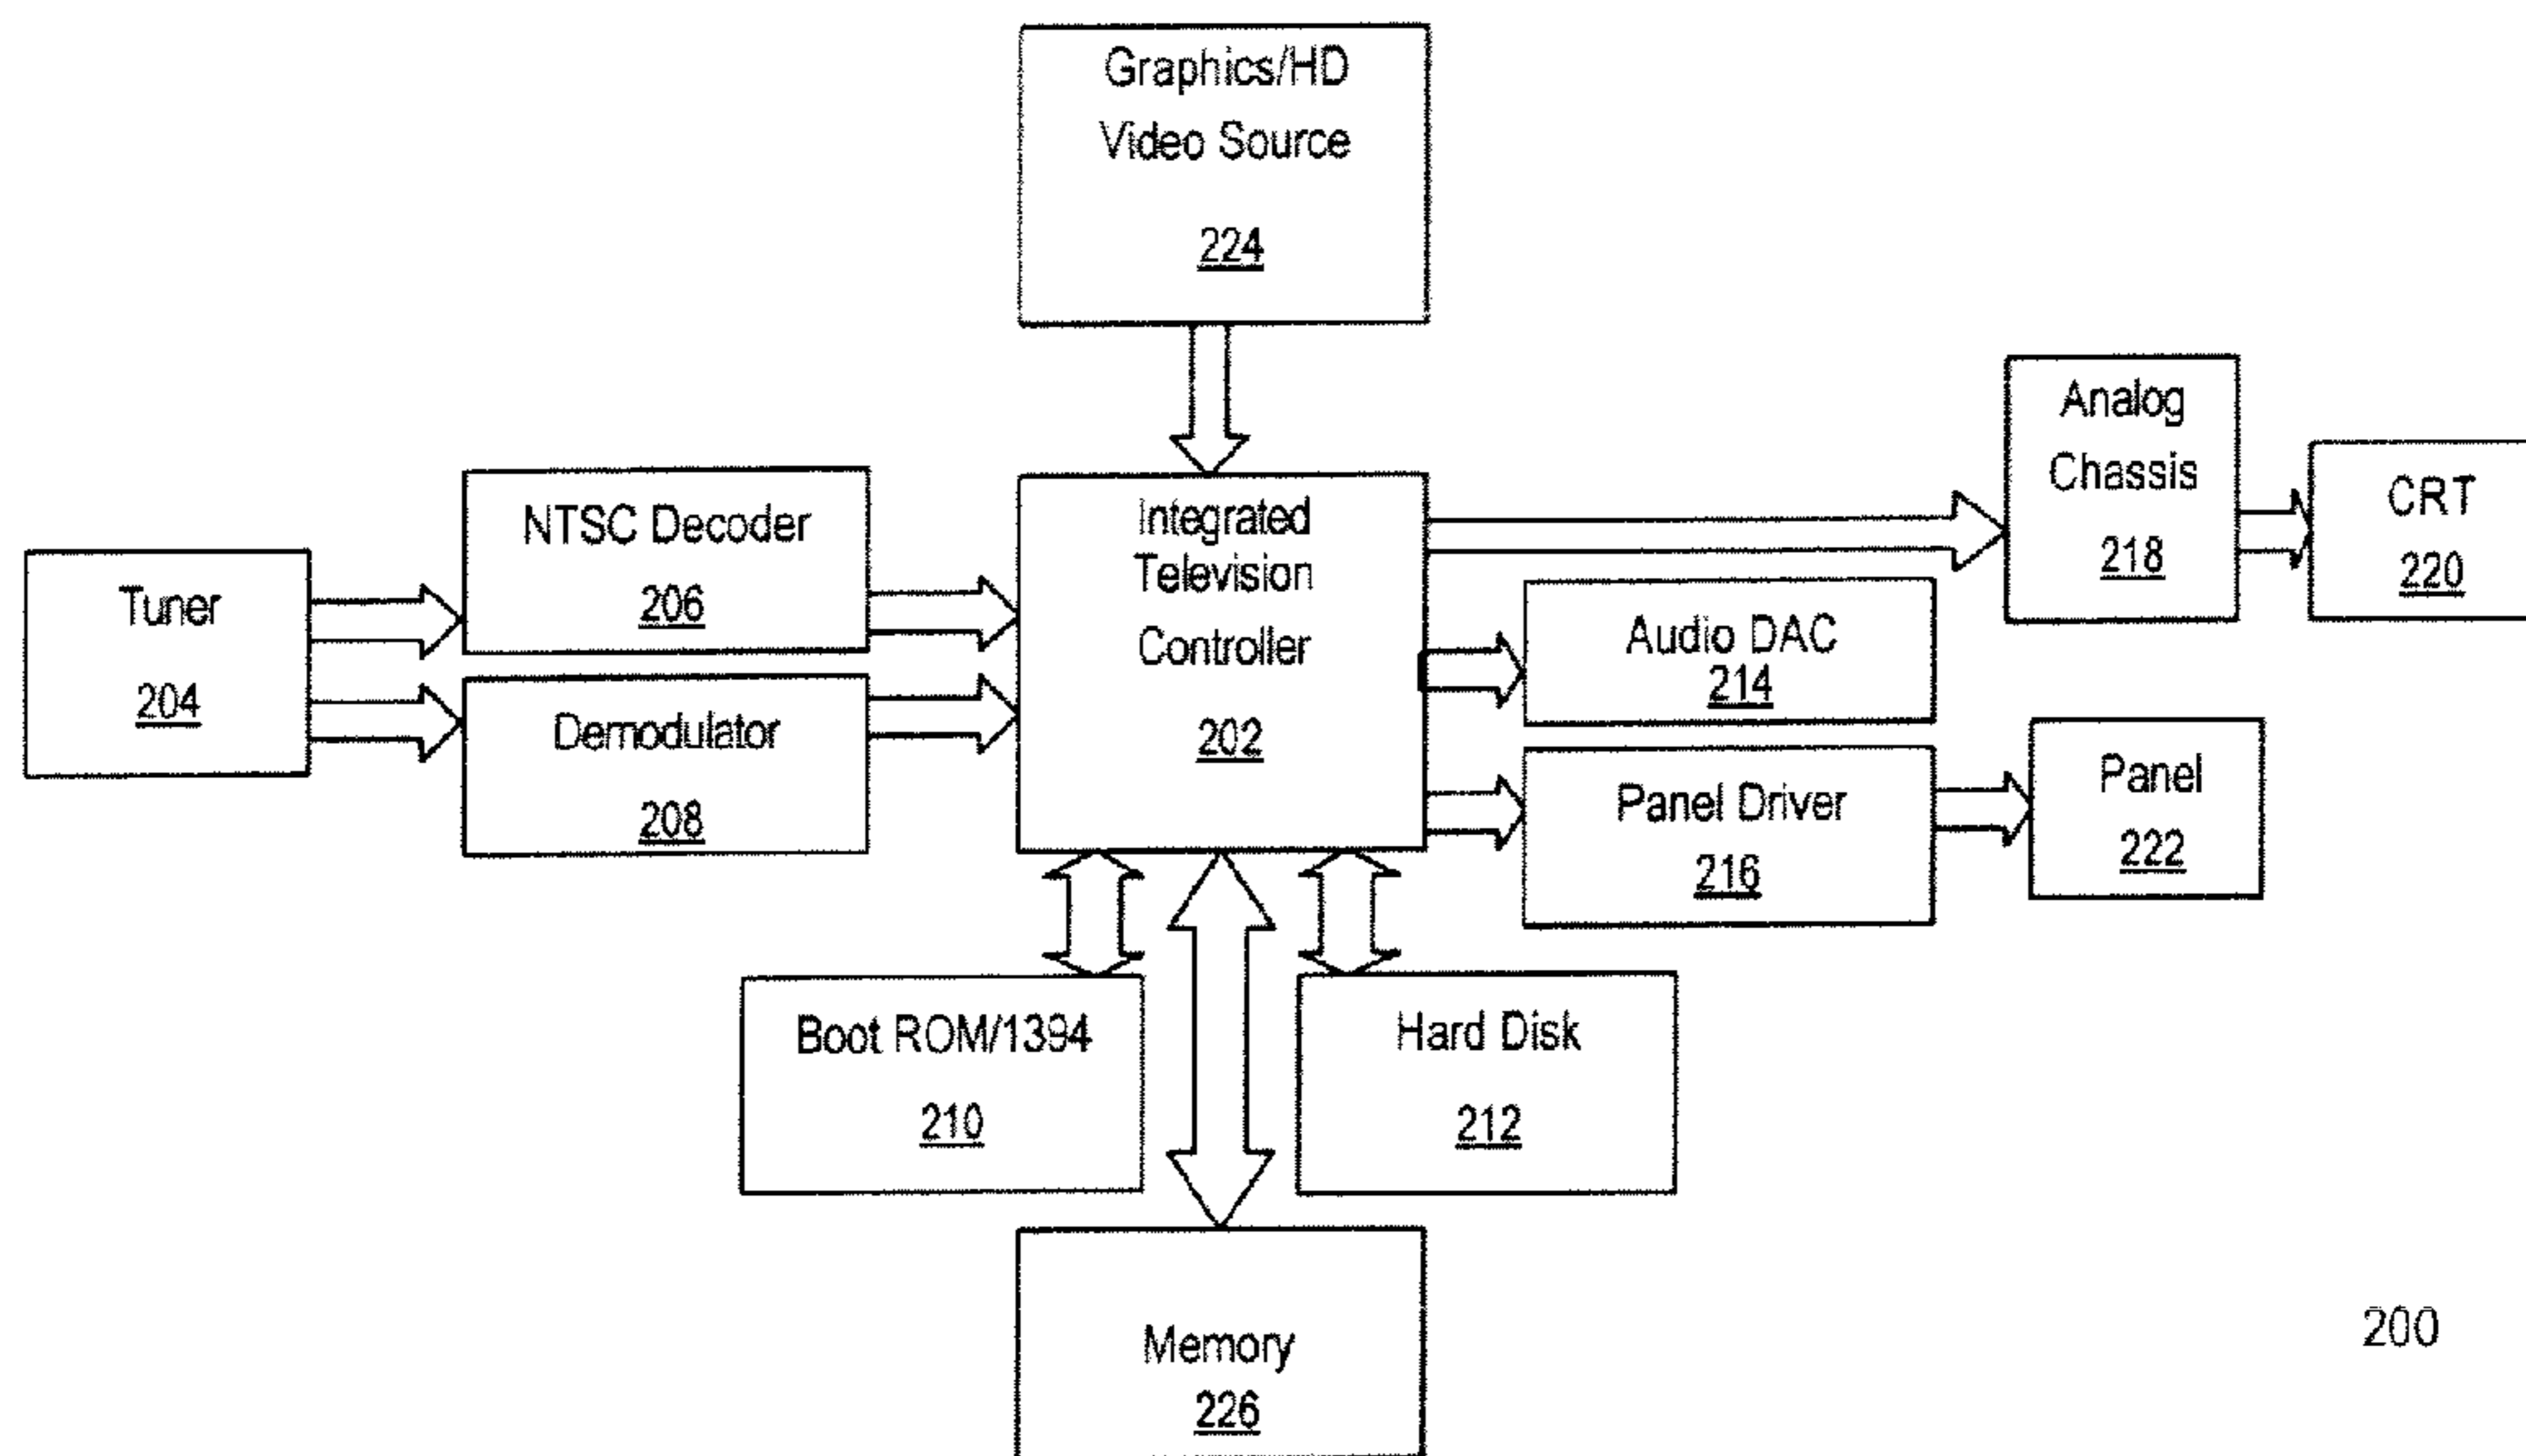 Graphics/HD
Video Source
224
Tuner
204
NTSC Decoder
206
Demodulator
208
Integrated
Television
Controller
202
Analog
Chassis
218
CRT
220
Audio DAC
214
Panel Driver
216
Panel
222
Boot ROM/1394
210
Hard Disk
212
Memory
226
200